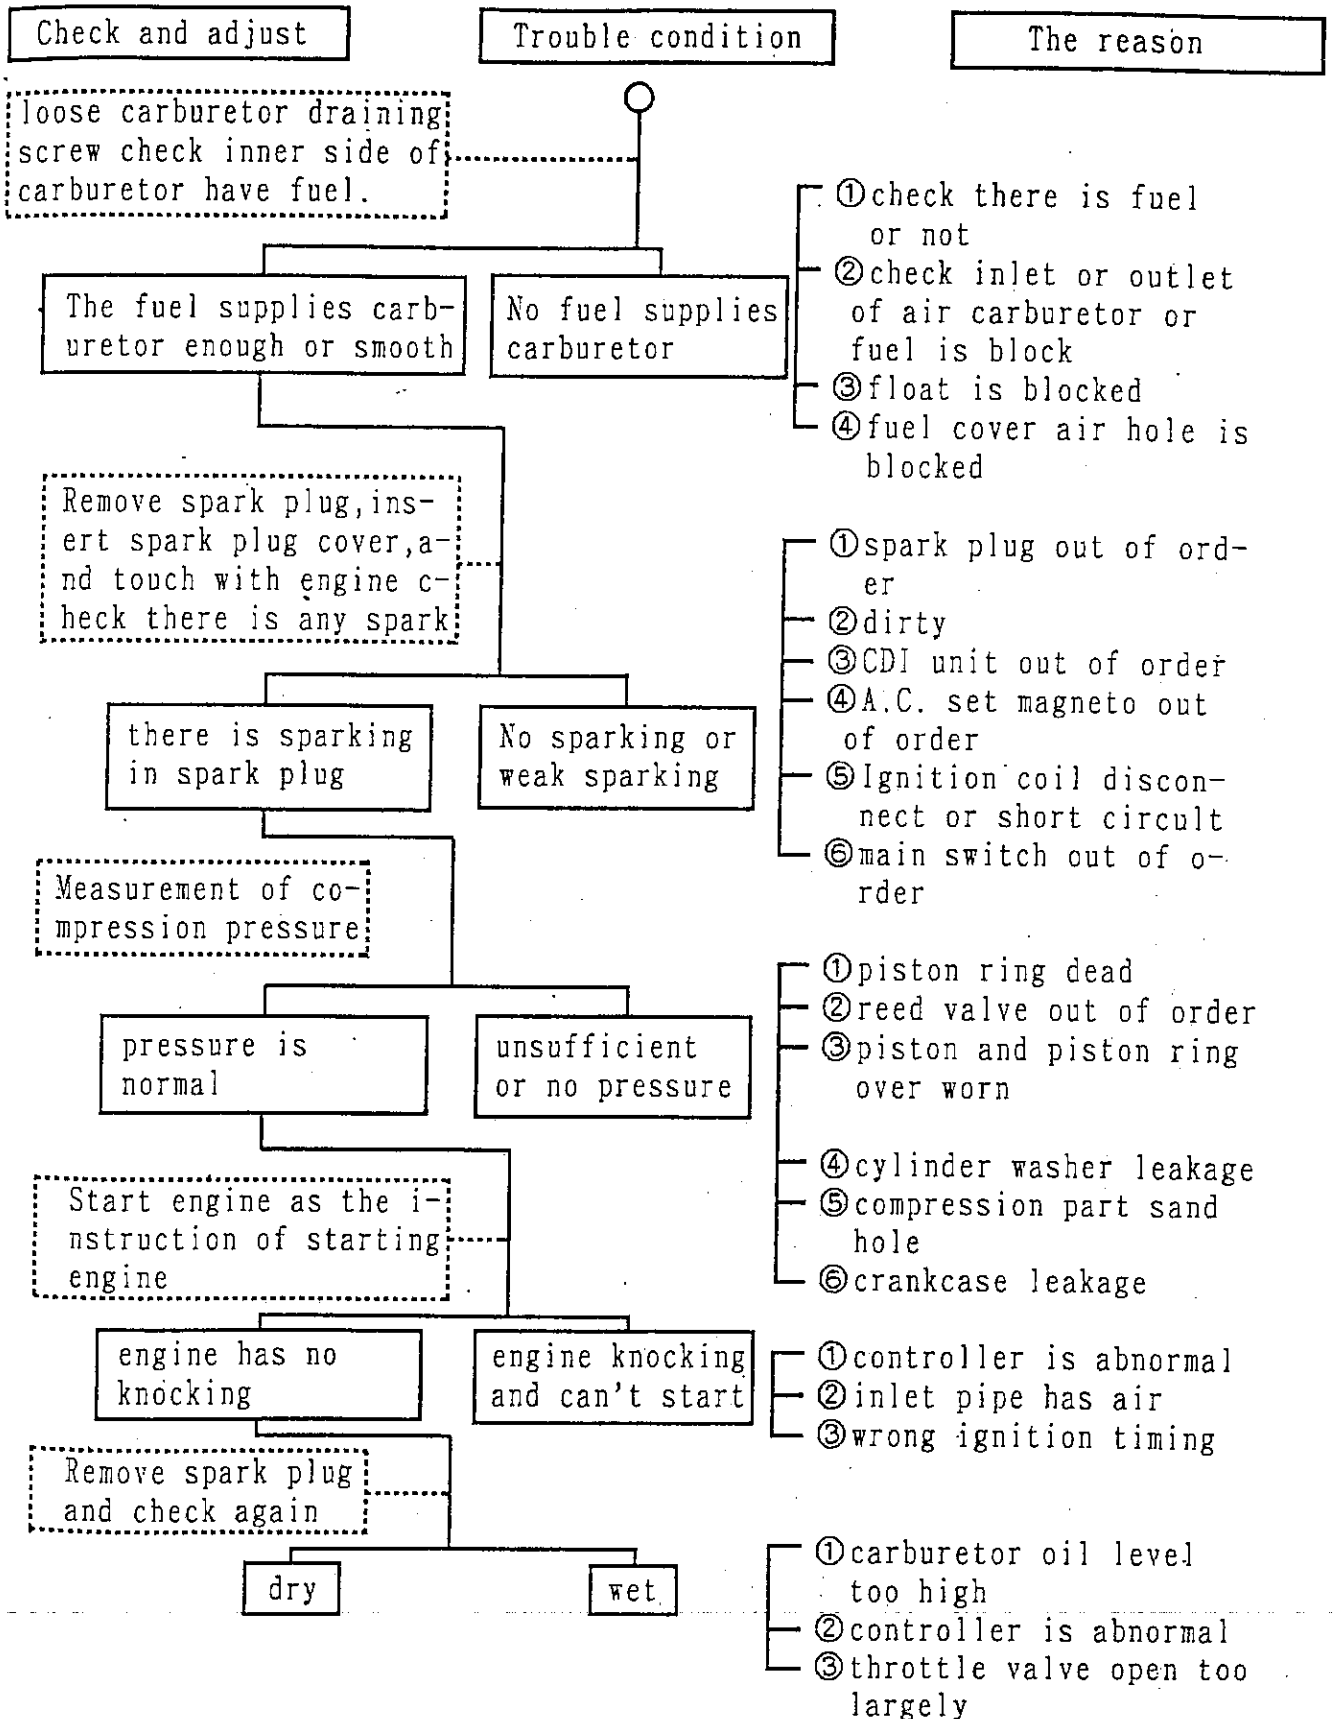 Check and adjust
Trouble condition
The reason
loose carburetor draining
screw check inner side of
carburetor have fuel.
The fuel supplies carb-
uretor enough or smooth
No fuel supplies
carburetor
①check there is fuel
or not
②check inlet or outlet
of air carburetor or
fuel is block
③float is blocked
④fuel cover air hole is
blocked
Remove spark plug,ins-
ert spark plug cover,a-
nd touch with engine c-
heck there is any spark
there is sparking
in spark plug
No sparking or
weak sparking
①spark plug out of ord-
er
②dirty
③CDI unit out of order
④A.C. set magneto out
of order
⑤Ignition coil discon-
nect or short circult
⑥main switch out of o-
rder
Measurement of co-
mpression pressure
pressure is
normal
unsufficient
or no pressure
①piston ring dead
②reed valve out of order
③piston and piston ring
over worn
④cylinder washer leakage
⑤compression part sand
hole
⑥crankcase leakage
Start engine as the i-
nstruction of starting
engine
engine has no
knocking
engine knocking
and can't start
①controller is abnormal
②inlet pipe has air
③wrong ignition timing
Remove spark plug
and check again
dry
wet
①carburetor oil level
too high
②controller is abnormal
③throttle valve open too
largely